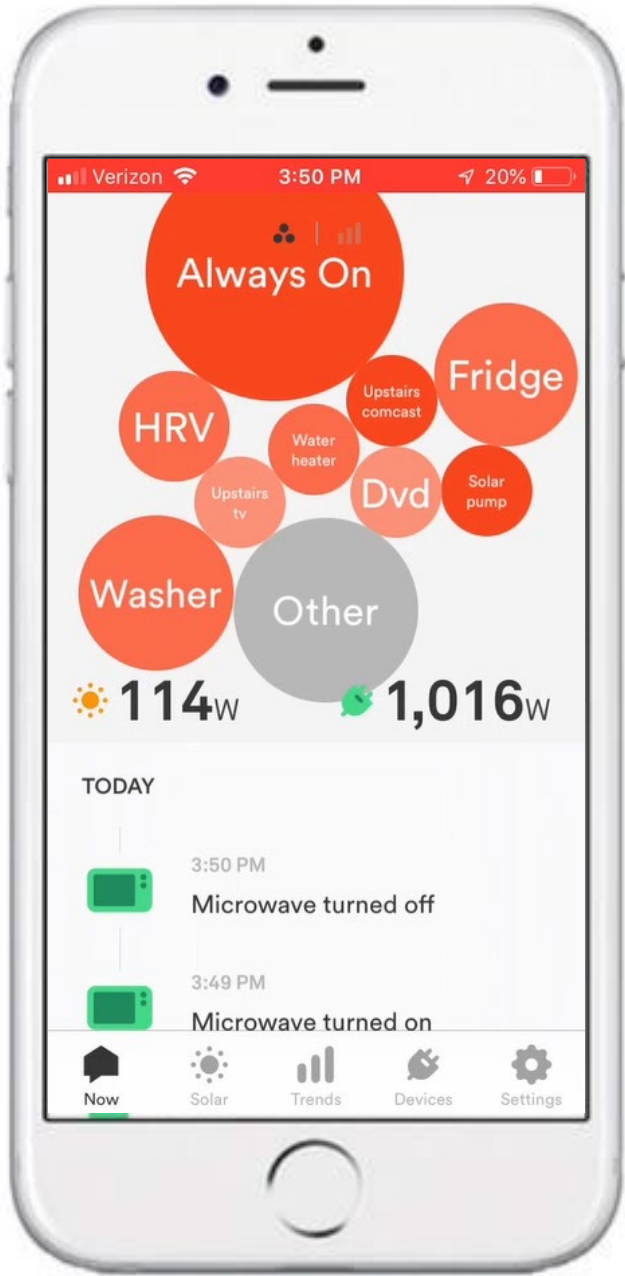 Verizon 3:50 PM 20%
Always On
Fridge
Upstairs
comcast
HRV
Water
heater
Upstairs
tv
Dvd
Solar
pump
Washer
Other
114w
1,016w
TODAY
3:50 PM
Microwave turned off
3:49 PM
Microwave turned on
Now Solar Trends Devices Settings